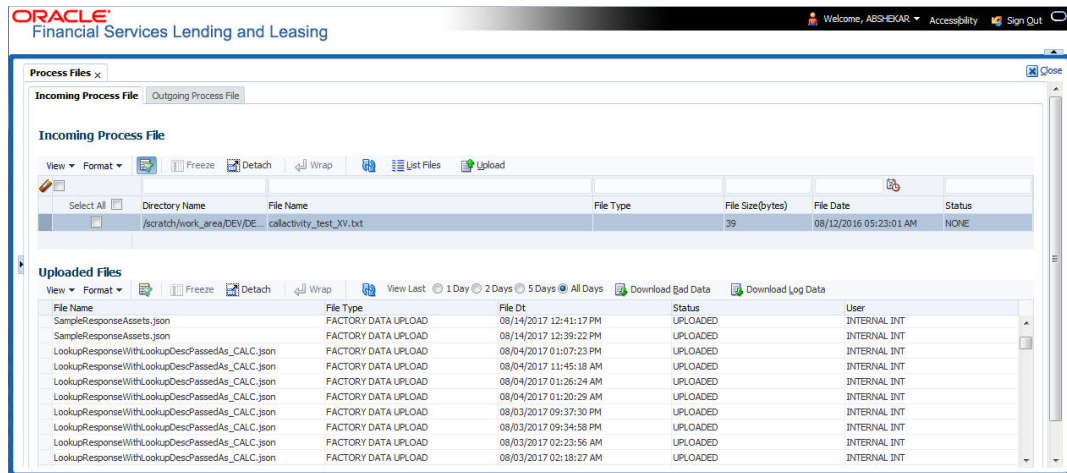 ORACLE®
Financial Services Lending and Leasing
Welcome, ABSHEKAR Accessibility Sign Out
Process Files x
Close
Incoming Process File Outgoing Process File
Incoming Process File
View Format Freeze Detach Wrap List Files Upload
Select All Directory Name File Name File Type File Size(bytes) File Date Status
/scratch/work_area/DEV/DE... callactivity_test_XV.txt 39 08/12/2016 05:23:01 AM NONE
Uploaded Files
View Format Freeze Detach Wrap View Last 1 Day 2 Days 5 Days All Days Download Bad Data Download Log Data
File Name File Type File Dt Status User
SampleResponseAssets.json FACTORY DATA UPLOAD 08/14/2017 12:41:17 PM UPLOADED INTERNAL INT
SampleResponseAssets.json FACTORY DATA UPLOAD 08/14/2017 12:39:22 PM UPLOADED INTERNAL INT
LookupResponseWithLookupDescPassedAs_CALC.json FACTORY DATA UPLOAD 08/04/2017 01:07:23 PM UPLOADED INTERNAL INT
LookupResponseWithLookupDescPassedAs_CALC.json FACTORY DATA UPLOAD 08/04/2017 11:45:18 AM UPLOADED INTERNAL INT
LookupResponseWithLookupDescPassedAs_CALC.json FACTORY DATA UPLOAD 08/04/2017 01:26:24 AM UPLOADED INTERNAL INT
LookupResponseWithLookupDescPassedAs_CALC.json FACTORY DATA UPLOAD 08/04/2017 01:20:29 AM UPLOADED INTERNAL INT
LookupResponseWithLookupDescPassedAs_CALC.json FACTORY DATA UPLOAD 08/03/2017 09:37:30 PM UPLOADED INTERNAL INT
LookupResponseWithLookupDescPassedAs_CALC.json FACTORY DATA UPLOAD 08/03/2017 09:34:58 PM UPLOADED INTERNAL INT
LookupResponseWithLookupDescPassedAs_CALC.json FACTORY DATA UPLOAD 08/03/2017 02:23:56 AM UPLOADED INTERNAL INT
LookupResponseWithLookupDescPassedAs_CALC.json FACTORY DATA UPLOAD 08/03/2017 02:18:27 AM UPLOADED INTERNAL INT